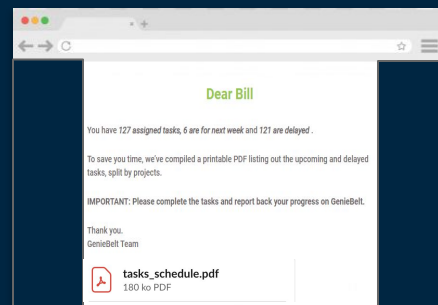 Dear Bill
You have 127 assigned tasks, 6 are for next week and 121 are delayed .
To save you time, we've compiled a printable PDF listing out the upcoming and delayed
tasks, split by projects.
IMPORTANT: Please complete the tasks and report back your progress on GenieBelt.
Thank you.
GenieBelt Team
tasks_schedule.pdf
180 ko PDF